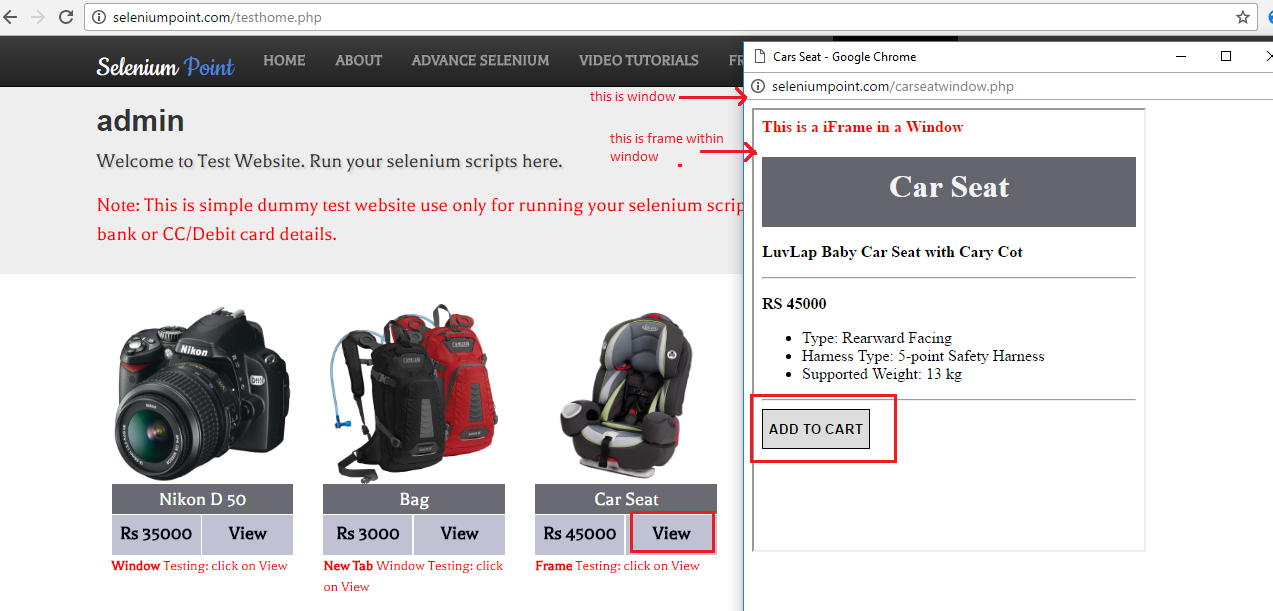 seleniumpoint.com/testhome.php
Selenium Point HOME ABOUT ADVANCE SELENIUM VIDEO TUTORIALS FR
Cars Seat - Google Chrome
seleniumpoint.com/carseatwindow.php
this is window
admin
this is frame within
window
Welcome to Test Website. Run your selenium scripts here.
Note: This is simple dummy test website use only for running your selenium scrip
bank or CC/Debit card details.
This is a iFrame in a Window
Car Seat
LuvLap Baby Car Seat with Cary Cot
RS 45000
Type: Rearward Facing
Harness Type: 5-point Safety Harness
Supported Weight: 13 kg
ADD TO CART
Nikon
CAMELBAK
Nikon D 50
Rs 35000 View
Window Testing: click on View
Bag
Rs 3000 View
New Tab Window Testing: click
on View
Car Seat
Rs 45000 View
Frame Testing: click on View